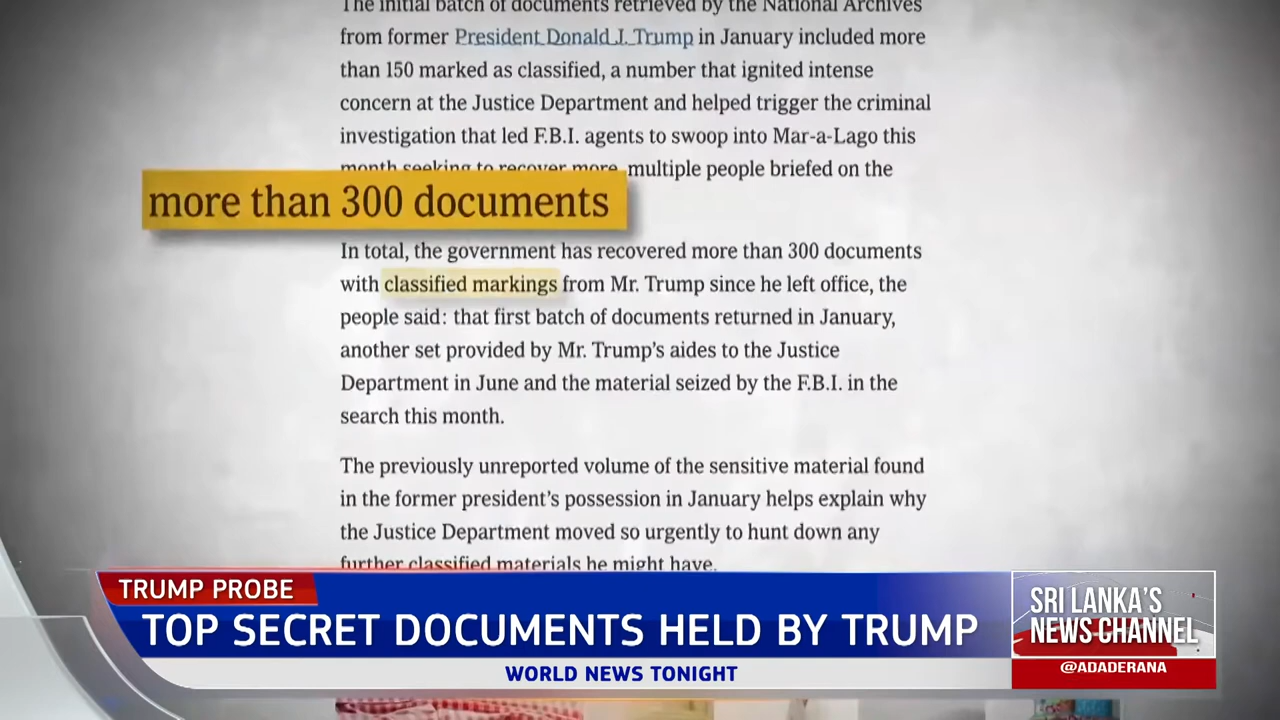 The initial batch of documents retrieved by the National Archives
from former President Donald J. Trump in January included more
than 150 marked as classified, a number that ignited intense
concern at the Justice Department and helped trigger the criminal
investigation that led F.B.I. agents to swoop into Mar-a-Lago this
month seeking to recover more, multiple people briefed on the
more than 300 documents
In total, the government has recovered more than 300 documents
with classified markings from Mr. Trump since he left office, the
people said: that first batch of documents returned in January,
another set provided by Mr. Trump's aides to the Justice
Department in June and the material seized by the F.B.I. in the
search this month.
The previously unreported volume of the sensitive material found
in the former president's possession in January helps explain why
the Justice Department moved so urgently to hunt down any
further classified materials he might have.
TRUMP PROBE
TOP SECRET DOCUMENTS HELD BY TRUMP
WORLD NEWS TONIGHT
SRI LANKA'S
NEWS CHANNEL
@ADADERANA